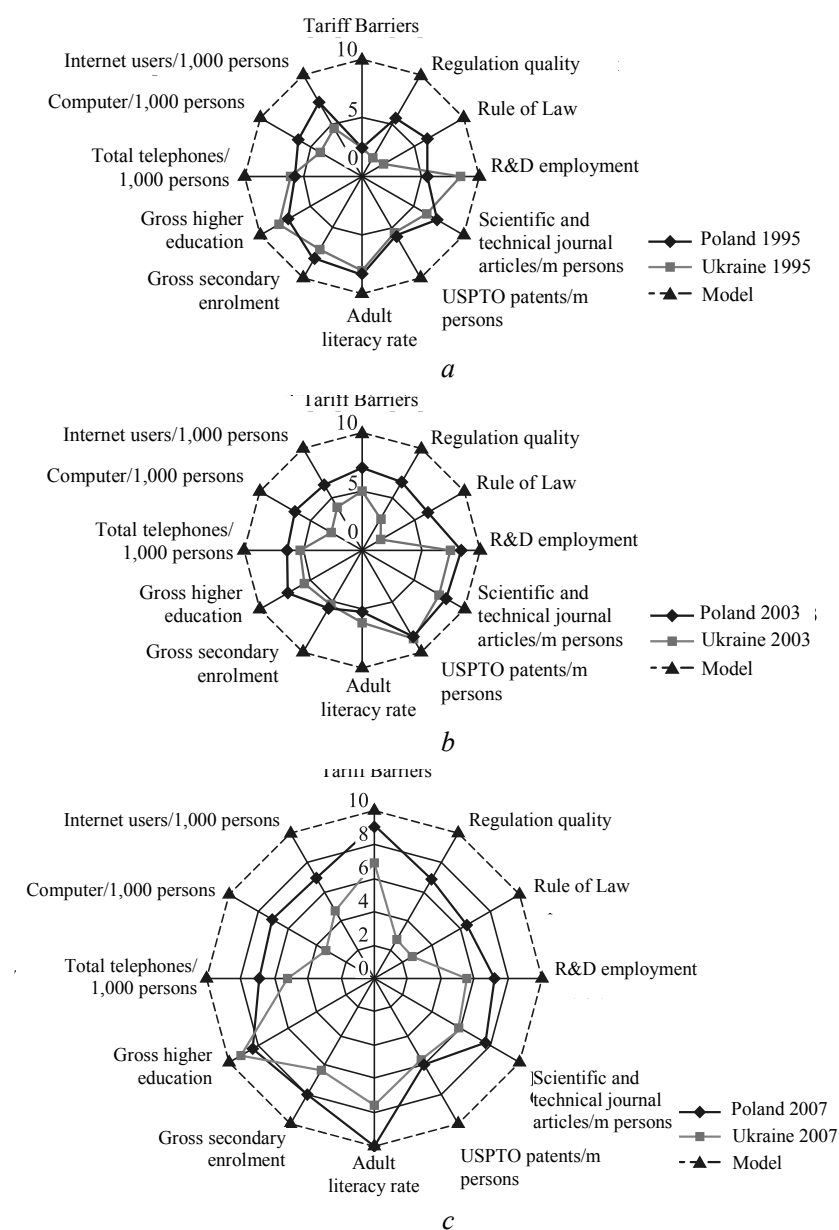 Tariff Barriers
10
Internet users/1,000 persons
Regulation quality
Computer/1,000 persons
Rule of Law
5
0
Total telephones/
1,000 persons
R&D employment
Gross higher
education
Scientific and
technical journal
articles/m persons
Gross secondary
enrolment
USPTO patents/m
persons
Adult
literacy rate
Poland 1995
Ukraine 1995
Model
a
Tariff Barriers
10
Internet users/1,000 persons
Regulation quality
Computer/1,000 persons
Rule of Law
5
0
Total telephones/
1,000 persons
R&D employment
Gross higher
education
Scientific and
technical journal
articles/m persons
Gross secondary
enrolment
USPTO patents/m
persons
Adult
literacy rate
Poland 2003
Ukraine 2003
Model
b
Tariff Barriers
10
Internet users/1,000 persons
Regulation quality
8
6
Computer/1,000 persons
Rule of Law
4
2
0
Total telephones/
1,000 persons
R&D employment
Gross higher
education
Scientific and
technical journal
articles/m persons
Gross secondary
enrolment
USPTO patents/m
persons
Adult
literacy rate
Poland 2007
Ukraine 2007
Model
c